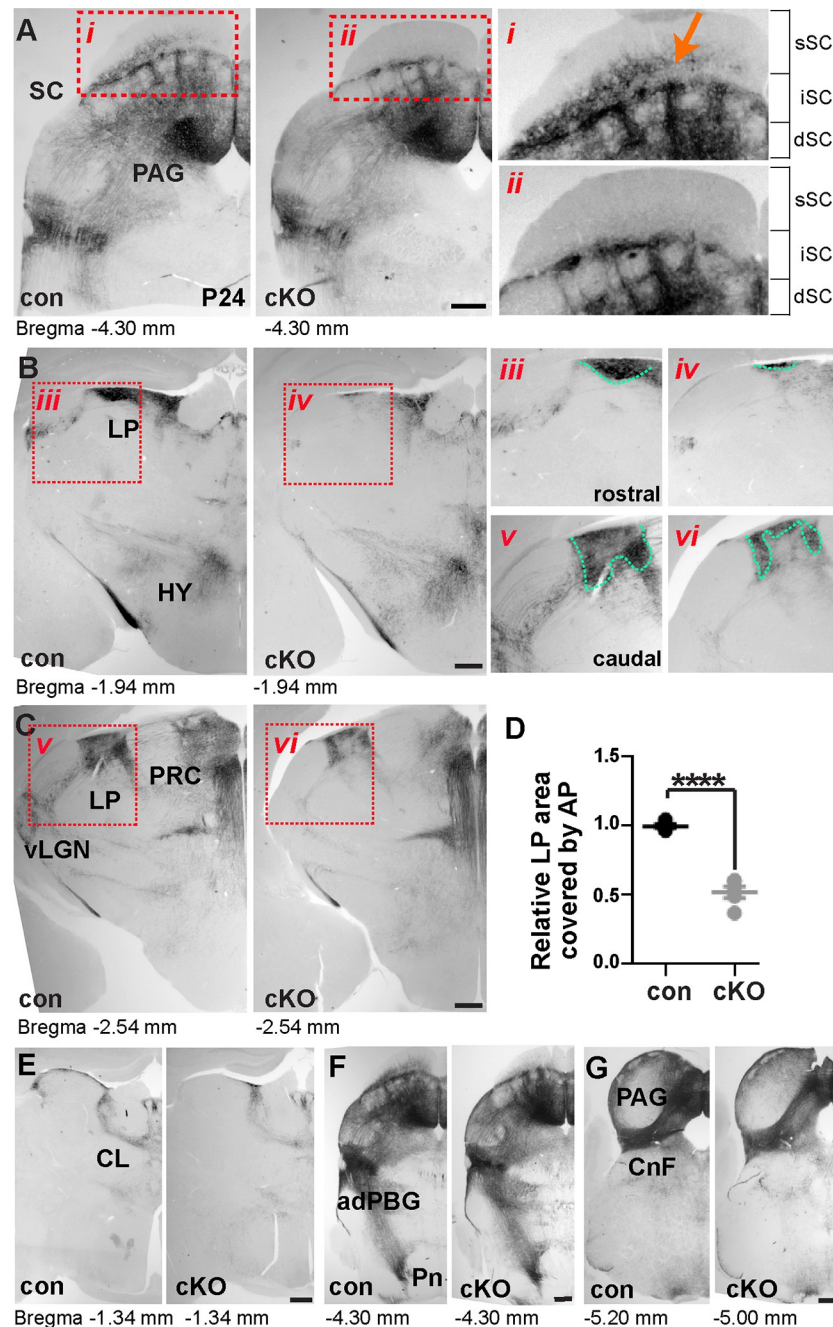 A
i
SC
PAG
con
P24
Bregma -4.30 mm
ii
cKO
-4.30 mm
i
sSC
iSC
dSC
ii
sSC
iSC
dSC
B
iii
LP
HY
con
Bregma -1.94 mm
iv
cKO
-1.94 mm
iii
rostral
iv
v
caudal
vi
C
v
PRC
LP
vLGN
con
Bregma -2.54 mm
vi
cKO
-2.54 mm
D
Relative LP area
covered by AP
1.5
1.0
0.5
0.0
****
con
cKO
E
CL
con
cKO
Bregma -1.34 mm
-1.34 mm
F
adPBG
Pn
con
cKO
-4.30 mm
-4.30 mm
G
PAG
CnF
con
cKO
-5.20 mm
-5.00 mm